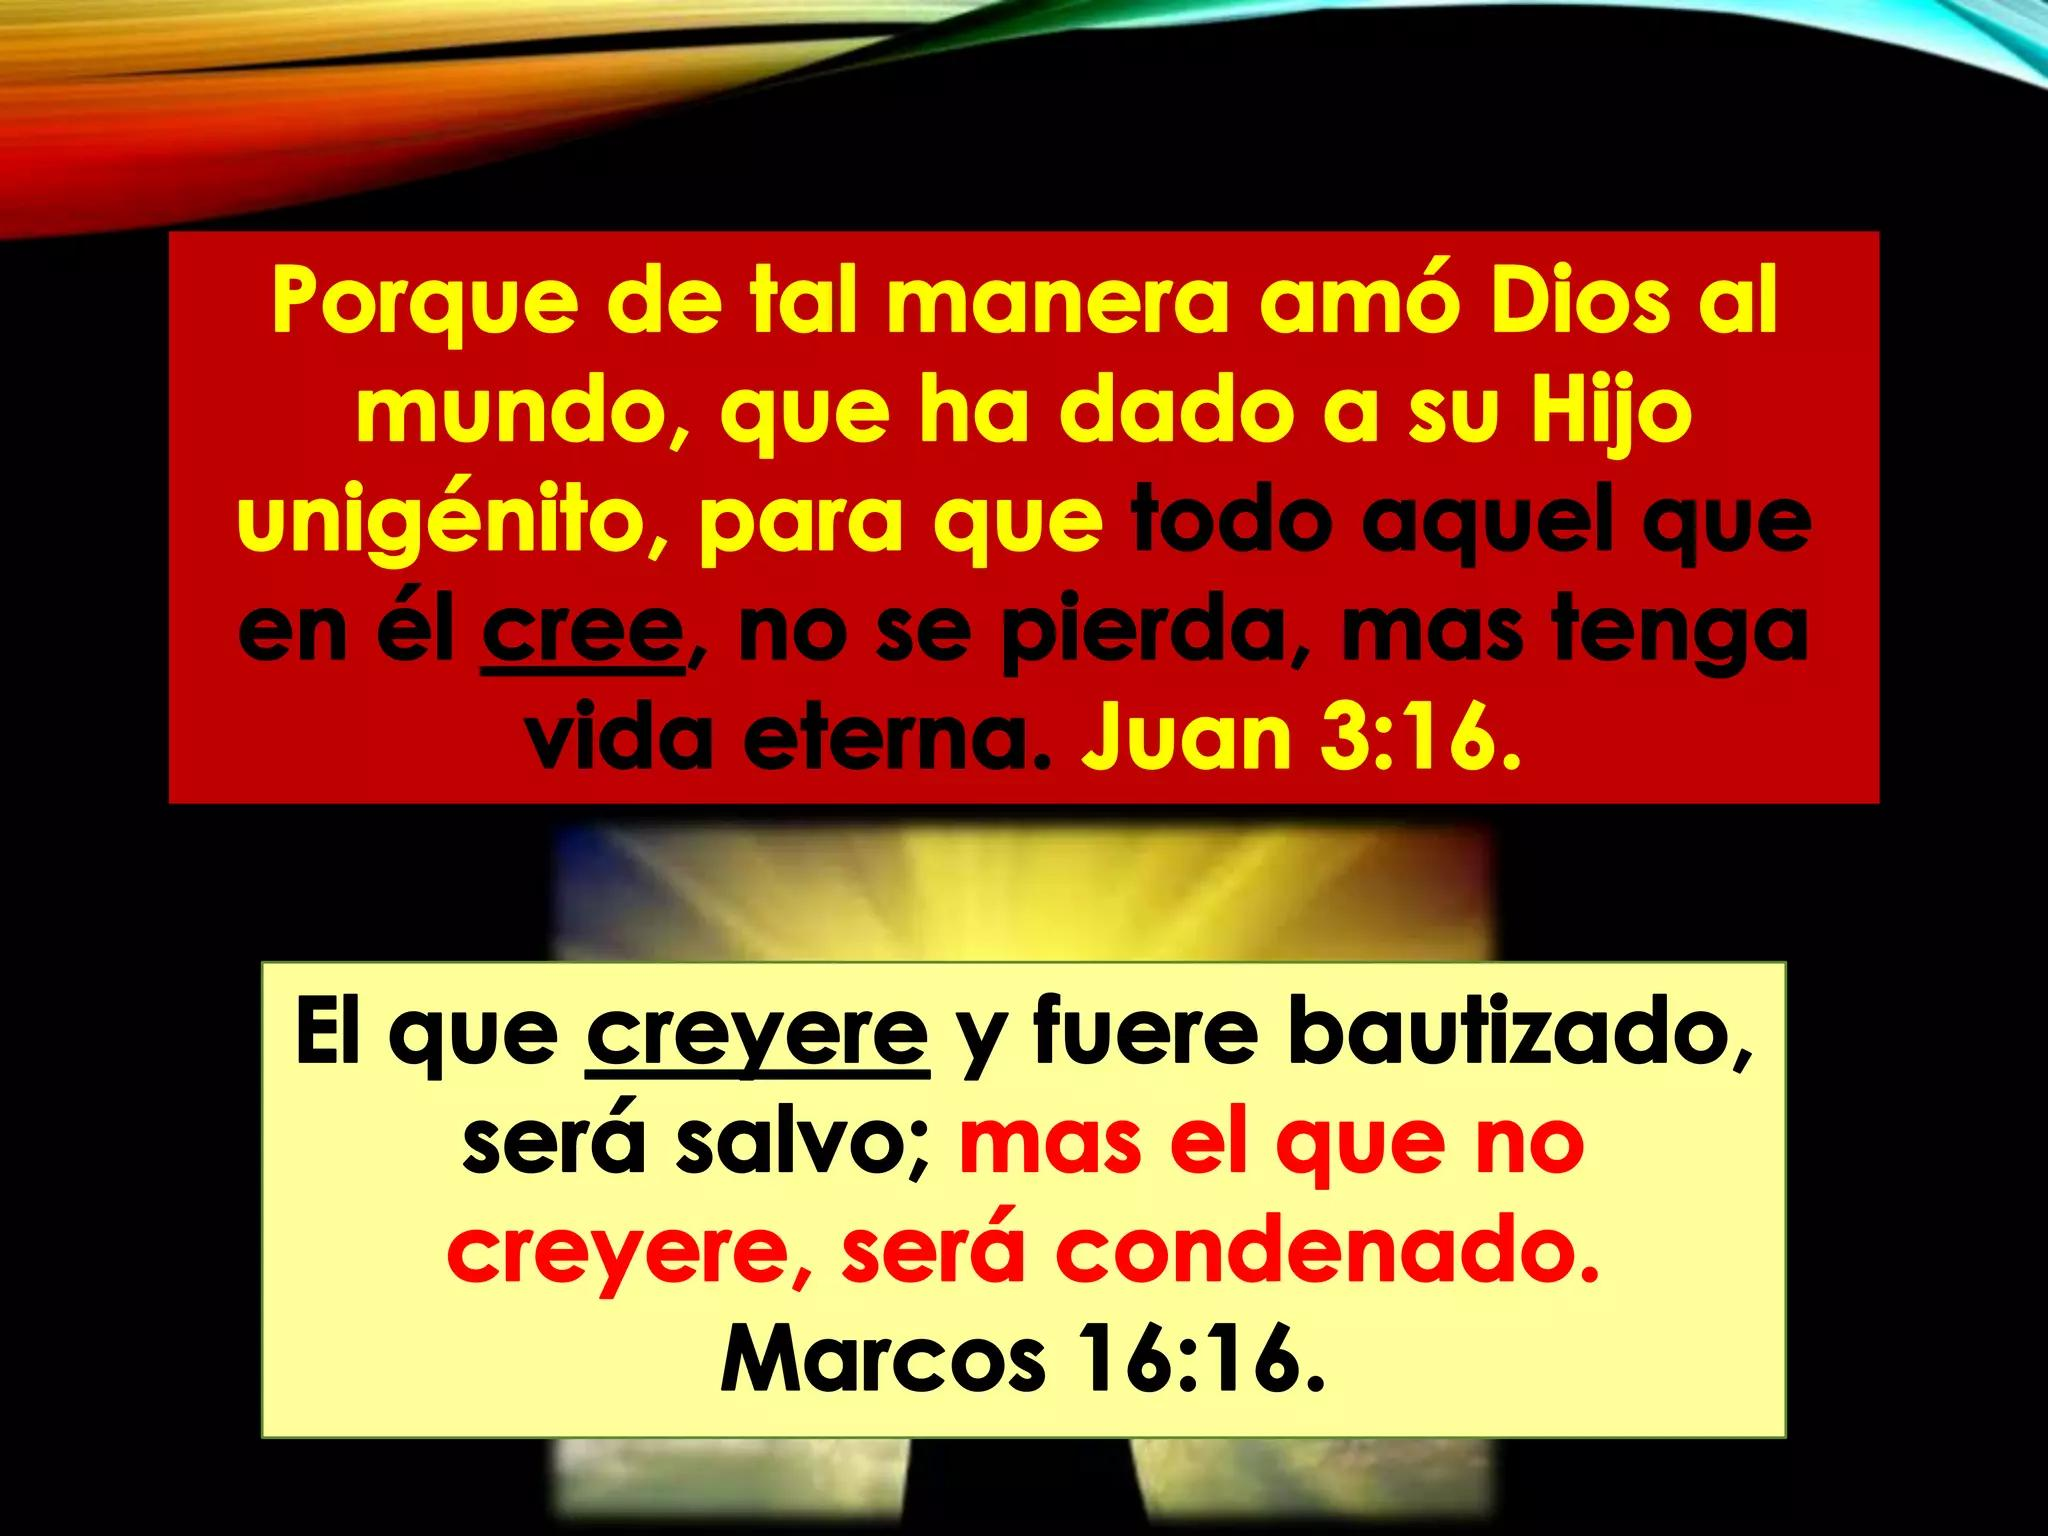 Porque de tal manera amó Dios al
mundo, que ha dado a su Hijo
unigénito, para que todo aquel que
en él cree, no se pierda, mas tenga
vida eterna. Juan 3:16.
El que creyere y fuere bautizado,
será salvo; mas el que no
creyere, será condenado.
Marcos 16:16.